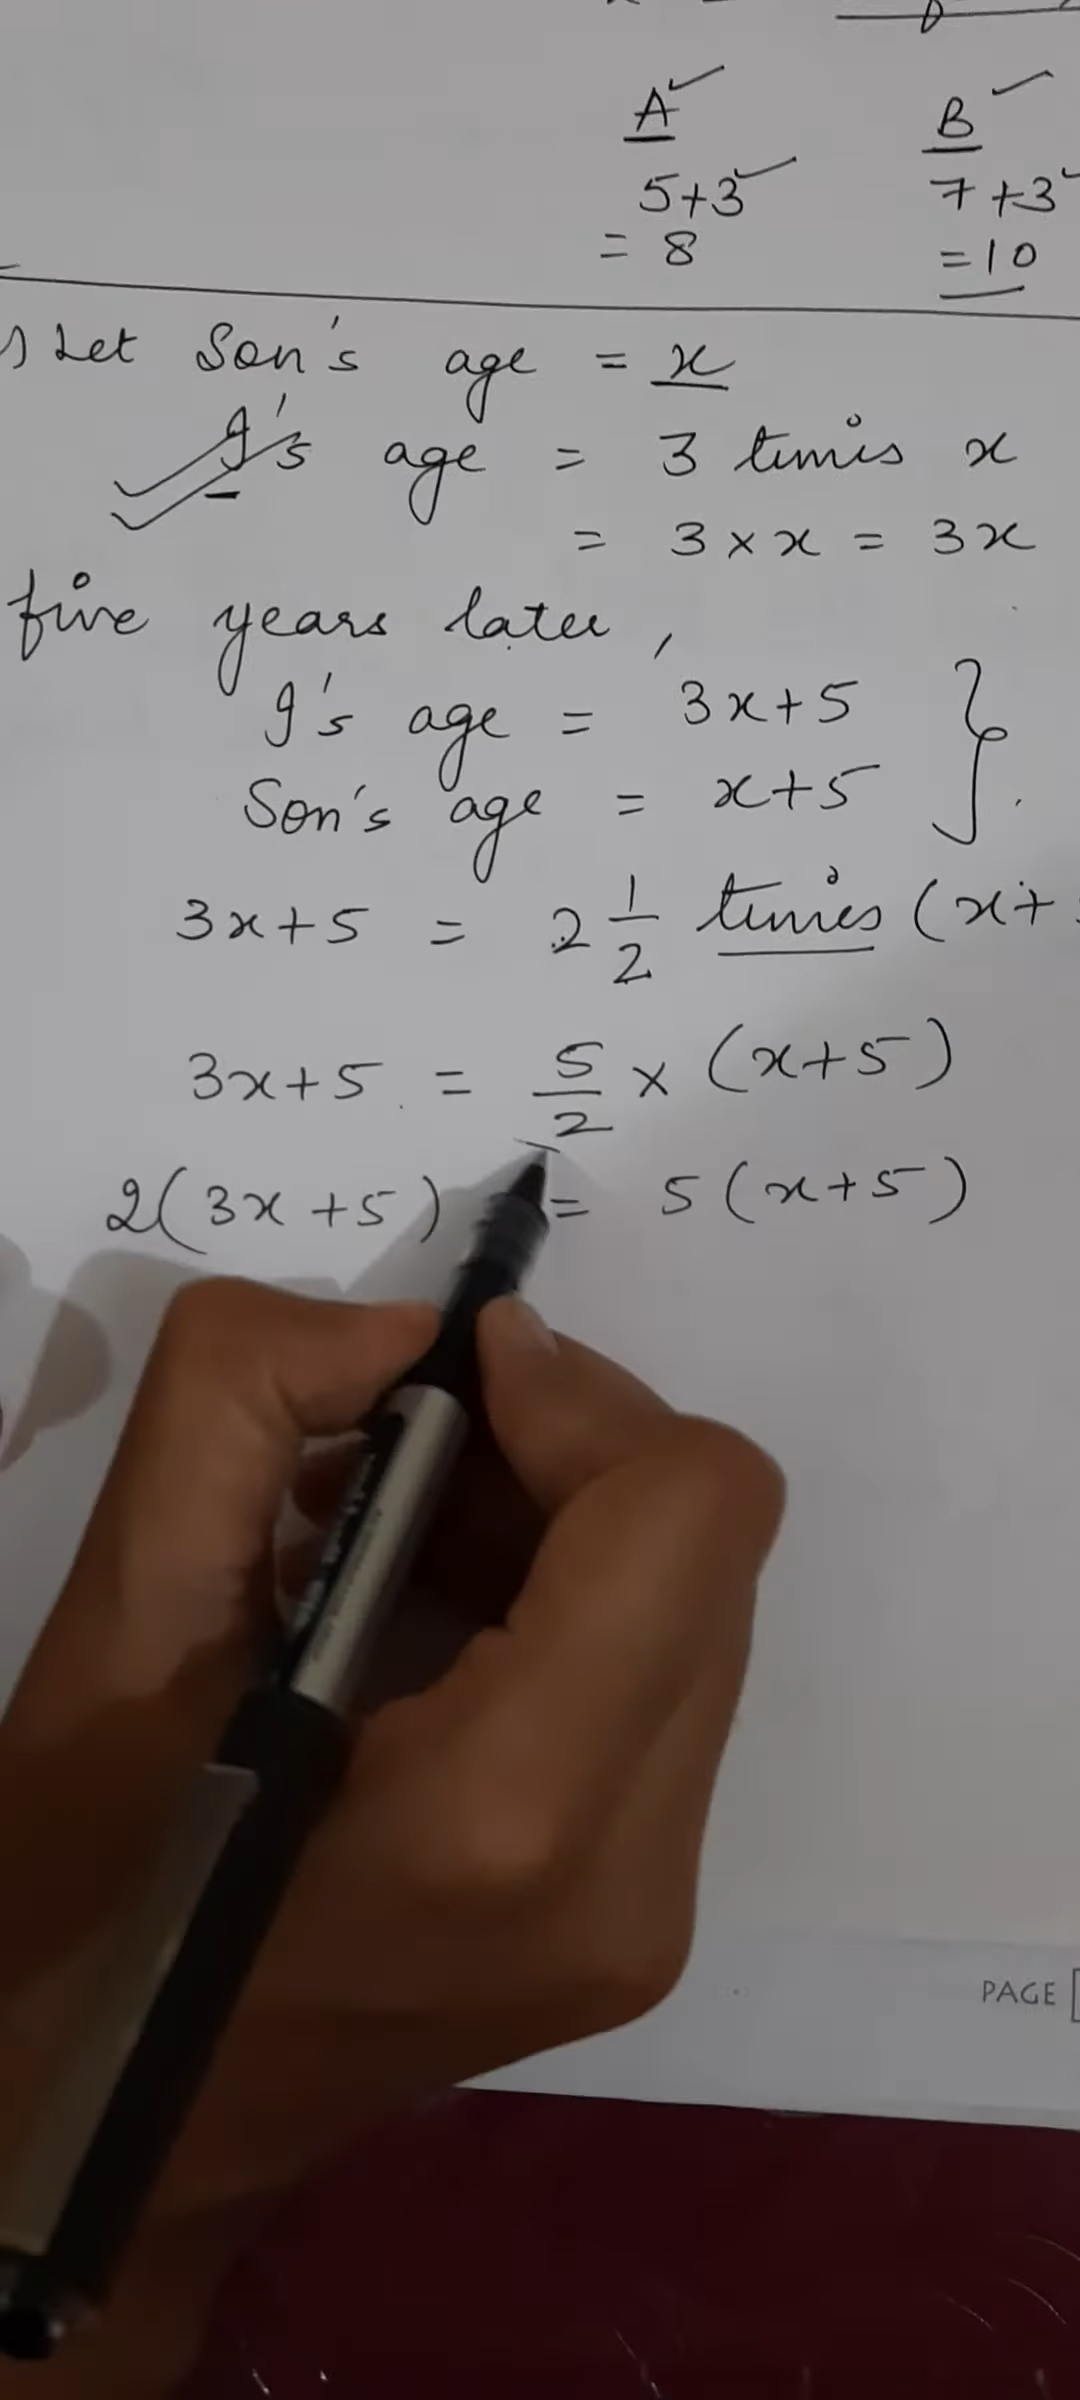 A B
5+3 7+3
= 8 =10
) Let Son's age = x
I's age = 3 times x
= 3 × x = 3x
five years later,
I's age = 3x+5
Son's age = x+5
3x+5 = 2 1/2 times (x+
3x+5 = 5/2 × (x+5)
2(3x+5) = 5(x+5)
PAGE